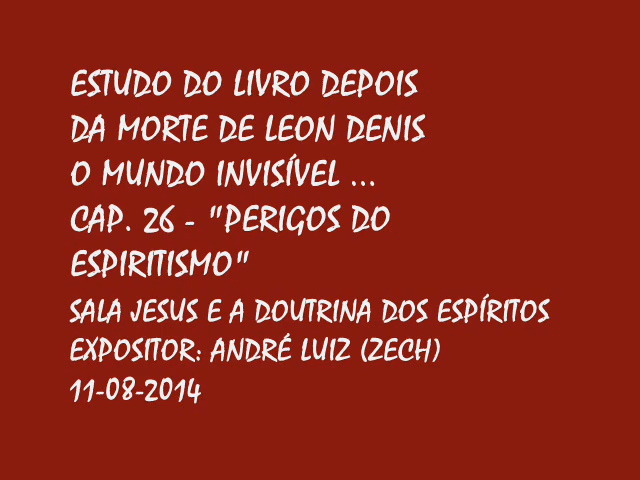 ESTUDO DO LIVRO DEPOIS
DA MORTE DE LEON DENIS
O MUNDO INVISÍVEL ...
CAP. 26 - "PERIGOS DO
ESPIRITISMO"
SALA JESUS E A DOUTRINA DOS ESPÍRITOS
EXPOSITOR: ANDRÉ LUIZ (ZECH)
11-08-2014